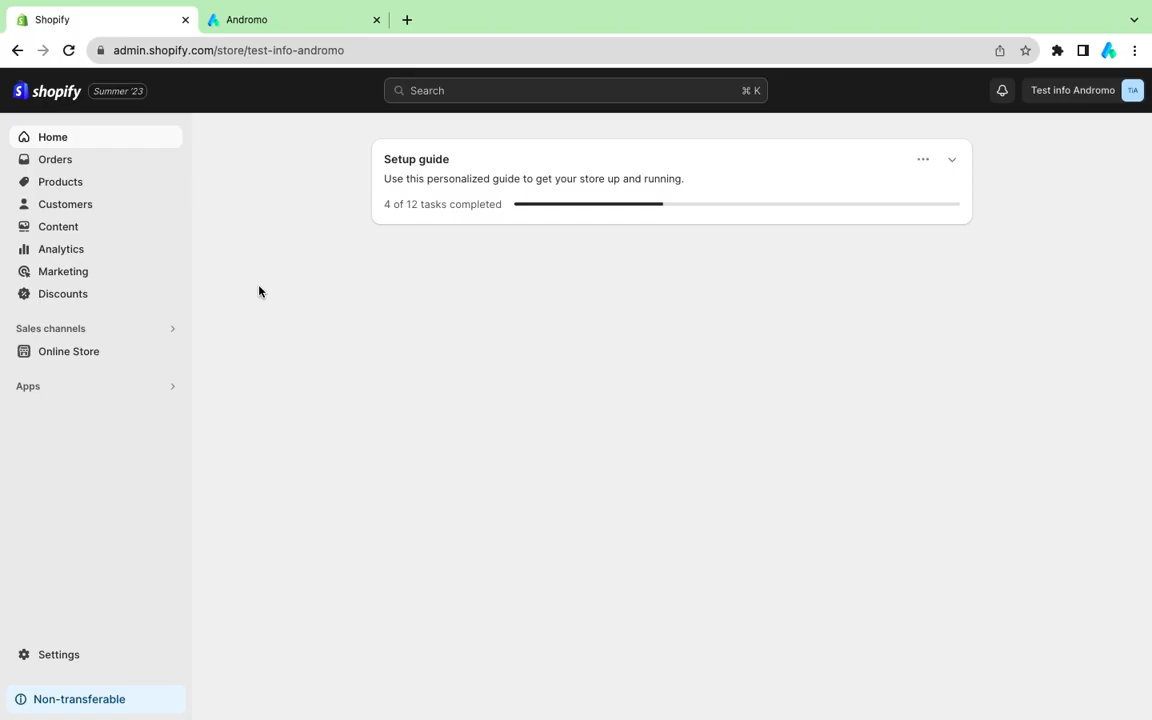 Shopify
Andromo
admin.shopify.com/store/test-info-andromo
shopify
Summer '23
Search
⌘ K
Test info Andromo
TIA
Home
Orders
Products
Customers
Content
Analytics
Marketing
Discounts
Sales channels
Online Store
Apps
Settings
Non-transferable
Setup guide
Use this personalized guide to get your store up and running.
4 of 12 tasks completed